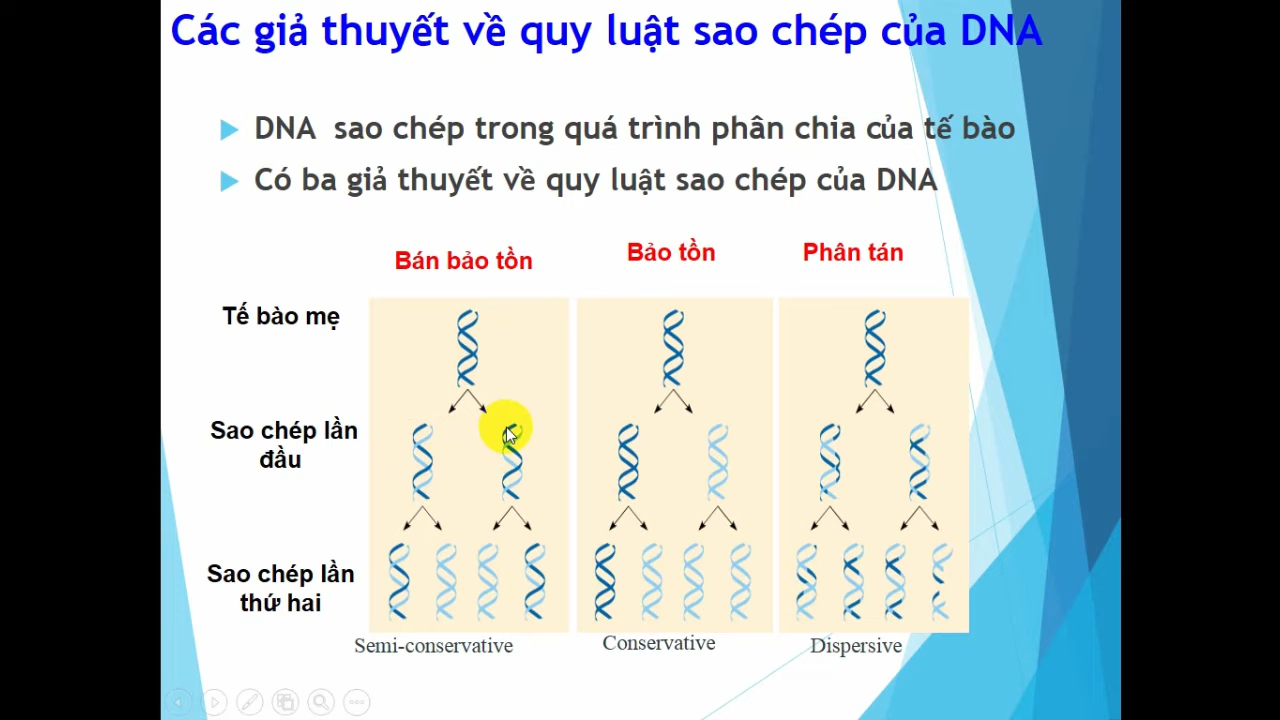 Các giả thuyết về quy luật sao chép của DNA
DNA sao chép trong quá trình phân chia của tế bào
Có ba giả thuyết về quy luật sao chép của DNA
Bán bảo tồn
Bảo tồn
Phân tán
Tế bào mẹ
Sao chép lần
đầu
Sao chép lần
thứ hai
Semi-conservative
Conservative
Dispersive